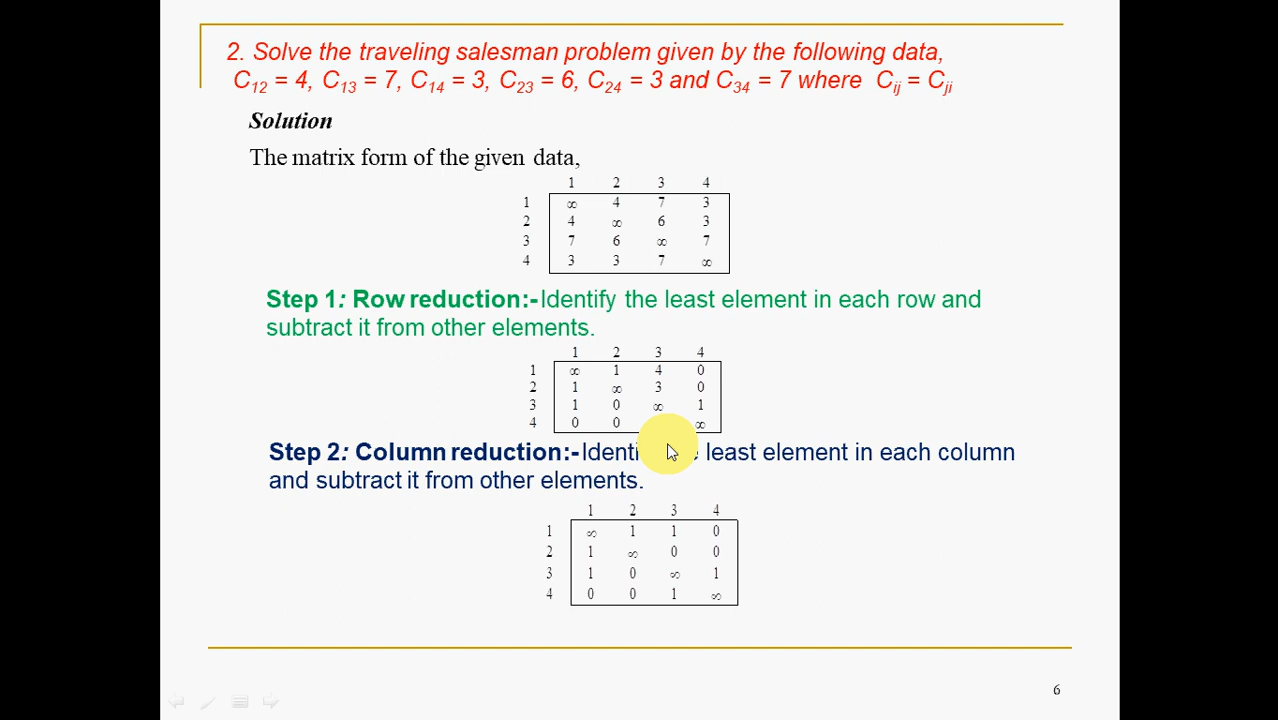 2. Solve the traveling salesman problem given by the following data,
C12 = 4, C13 = 7, C14 = 3, C23 = 6, C24 = 3 and C34 = 7 where Cij = Cji
Solution
The matrix form of the given data,
1 2 3 4
1 ∞ 4 7 3
2 4 ∞ 6 3
3 7 6 ∞ 7
4 3 3 7 ∞
Step 1: Row reduction:-Identify the least element in each row and
subtract it from other elements.
1 2 3 4
1 ∞ 1 4 0
2 1 ∞ 3 0
3 1 0 ∞ 1
4 0 0 ∞
Step 2: Column reduction:- least element in each column
and subtract it from other elements.
1 2 3 4
1 ∞ 1 1 0
2 1 ∞ 0 0
3 1 0 ∞ 1
4 0 0 1 ∞
6